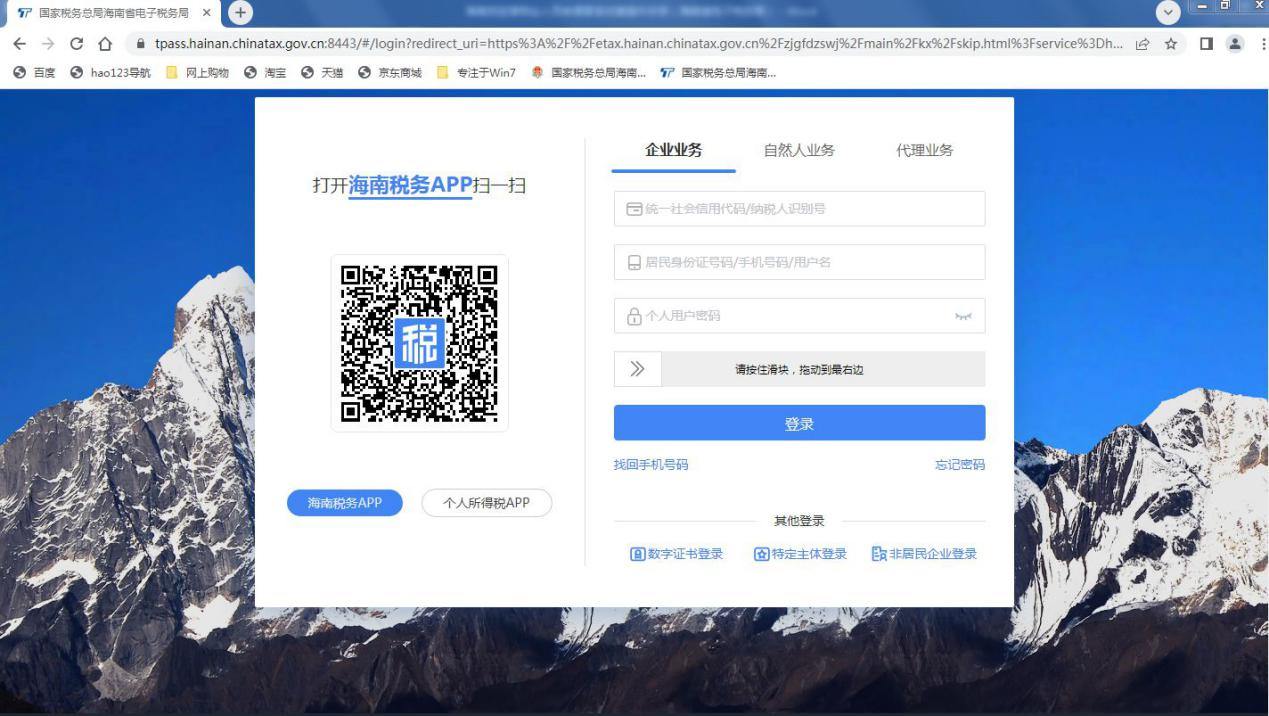 国家税务总局海南省电子税务局
tpass.hainan.chinatax.gov.cn:8443/#/login?redirect_uri=https%3A%2F%2Fetax.hainan.chinatax.gov.cn%2Fzjgfdzswj%2Fmain%2Fkx%2Fskip.html%3Fservice%3Dh...
百度 hao123导航 网上购物 淘宝 天猫 京东商城 专注于Win7 国家税务总局海南... 国家税务总局海南...
打开海南税务APP扫一扫
税
海南税务APP 个人所得税APP
企业业务 自然人业务 代理业务
统一社会信用代码/纳税人识别号
居民身份证号码/手机号码/用户名
个人用户密码
请按住滑块，拖动到最右边
登录
找回手机号码 忘记密码
其他登录
数字证书登录 特定主体登录 非居民企业登录